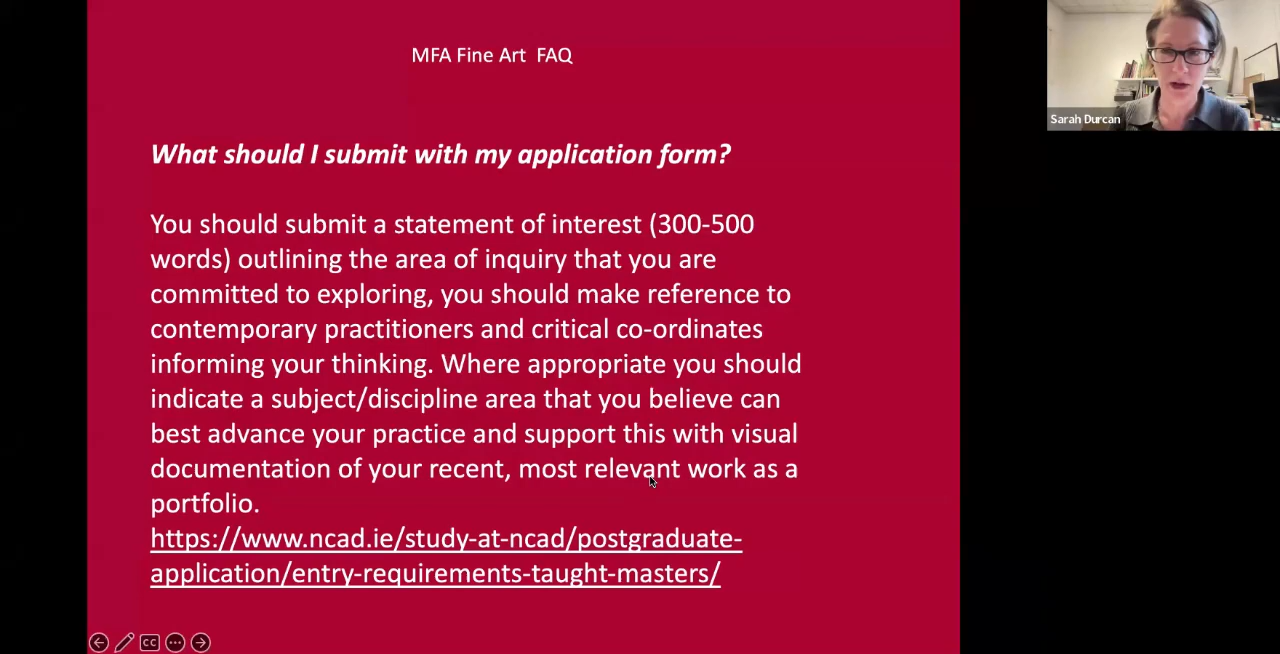 MFA Fine Art  FAQ
What should I submit with my application form?
You should submit a statement of interest (300-500
words) outlining the area of inquiry that you are
committed to exploring, you should make reference to
contemporary practitioners and critical co-ordinates
informing your thinking. Where appropriate you should
indicate a subject/discipline area that you believe can
best advance your practice and support this with visual
documentation of your recent, most relevant work as a
portfolio.
https://www.ncad.ie/study-at-ncad/postgraduate-
application/entry-requirements-taught-masters/
Sarah Durcan
CC